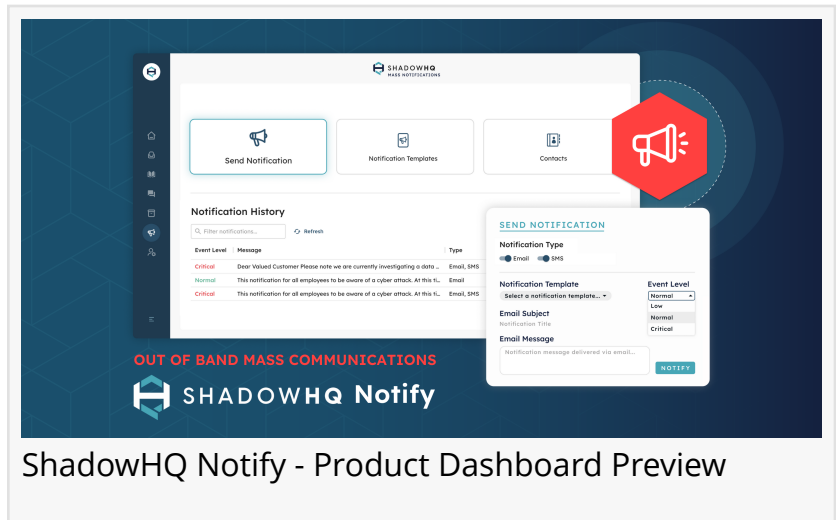 SHADOWHQ
MASS NOTIFICATIONS
Send Notification
Notification Templates
Contacts
Notification History
Filter notifications...
Refresh
Event Level Message Type
Critical Dear Valued Customer Please note we are currently investigating a data ... Email, SMS
Normal This notification for all employees to be aware of a cyber attack. At this ti... Email
Critical This notification for all employees to be aware of a cyber attack. At this ti... Email, SMS
SEND NOTIFICATION
Notification Type
Email SMS
Notification Template
Select a notification template...
Event Level
Normal
Low
Normal
Critical
Email Subject
Notification Title
Email Message
Notification message delivered via email...
NOTIFY
OUT OF BAND MASS COMMUNICATIONS
SHADOWHQ Notify
ShadowHQ Notify - Product Dashboard Preview